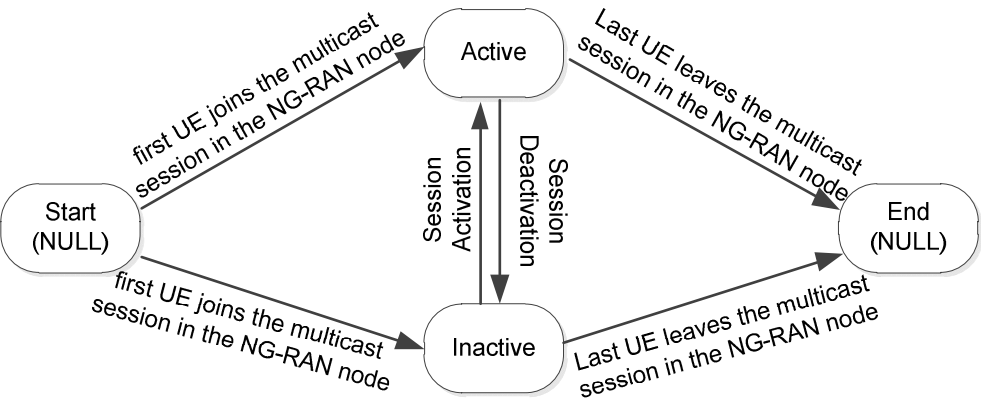 first UE joins the multicast
session in the NG-RAN node
Active
Last UE leaves the multicast
session in the NG-RAN node
Start
(NULL)
Session
Activation
Session
Deactivation
End
(NULL)
first UE joins the multicast
session in the NG-RAN node
Inactive
Last UE leaves the multicast
session in the NG-RAN node